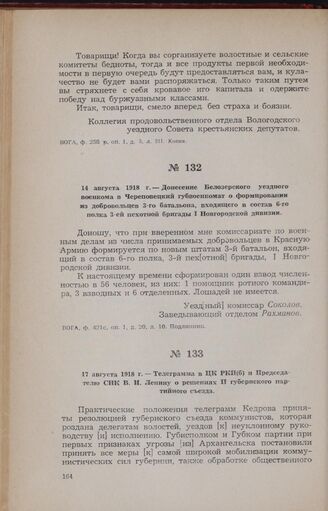 Товарищи! Когда вы сорганизуете волостные и сельские
комитеты бедноты, тогда и все продукты первой необходи-
мости в первую очередь будут предоставляться вам, и кула-
чество не будет вами распоряжаться. Только таким путем
вы стряхнете с себя кровавое иго капитала и одержите
победу над буржуазными классами.
Итак, товарищи, смело вперед без страха и боязни.
Коллегия продовольственного отдела Вологодского
уездного Совета крестьянских депутатов.
ВОГА, ф. 255 р, оп. 1, д. 5, л. 211. Копия.
№ 132
14 августа 1918 г. — Донесение Белозерского уездного
военкома в Череповецкий губвоенкомат о формировании
из добровольцев 3-го батальона, входящего в состав 6-го
полка 3-ей пехотной бригады I Новгородской дивизии.
Доношу, что при вверенном мне комиссариате по воен-
ным делам из числа принимаемых добровольцев в Красную
Армию формируется по новым штатам 3-й батальон, входя-
щий в состав 6-го полка, 3-й пех[отной] бригады, I Новго-
родской дивизии.
К настоящему времени сформирован один взвод численно-
стью в 56 человек, из них: 1 помощник ротного команди-
ра, 3 взводных и 6 отделенных. Лошадей не имеется.
Уезд[ный] комиссар Соколов.
Заведывающий отделом Рахманов.
ВОГА, ф. 421с, оп. 1, д. 20, л. 10. Подлинник.
№ 133
17 августа 1918 г. — Телеграмма в ЦК РКП(б) и Председа-
телю СНК В. И. Ленину о решениях II губернского пар-
тийного съезда.
Практические положения телеграмм Кедрова приня-
ты резолюцией губернского съезда коммунистов, которая
роздана делегатам волостей, уездов [к] неуклонному руко-
водству [и] исполнению. Губисполком и Губком партии при
первых признаках угрозы [из] Архангельска постановили
принять все меры [к] самой широкой мобилизации комму-
нистических сил губернии, также обработке общественного
164